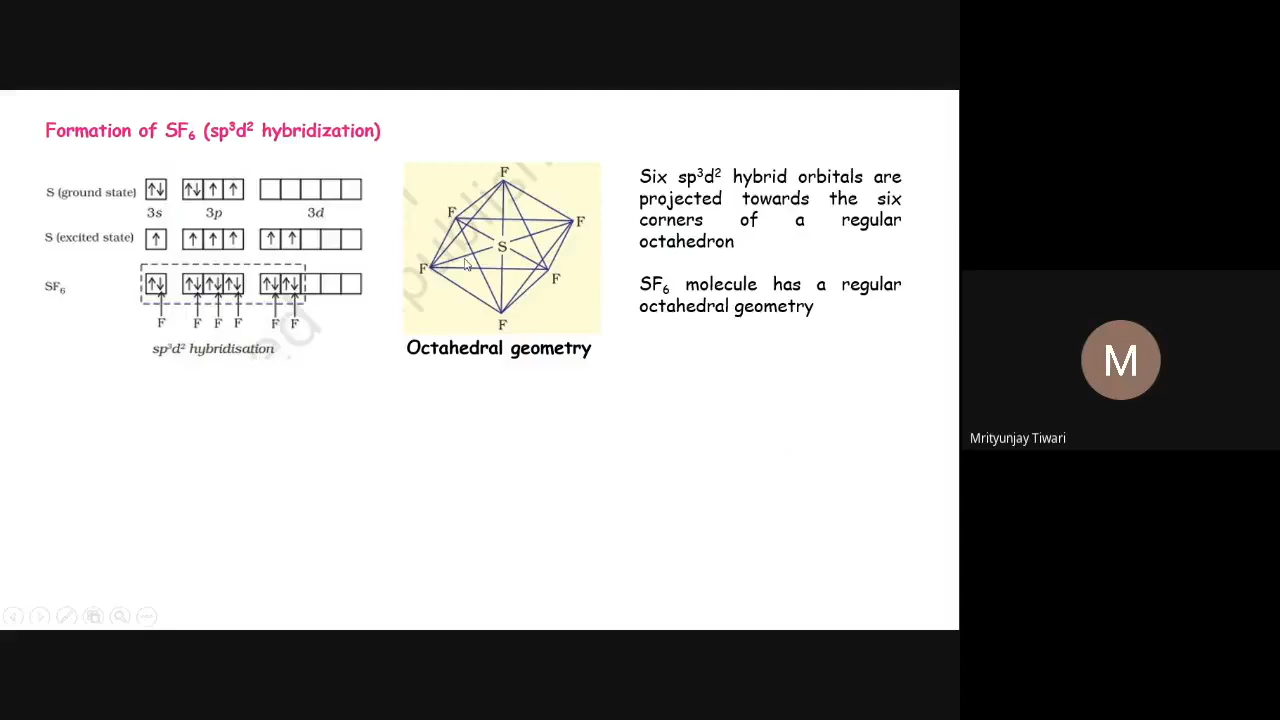 Formation of SF₆ (sp³d² hybridization)
S (ground state)
3s 3p 3d
S (excited state)
SF₆
F F F F F F
sp³d² hybridisation
F
F
F
S
F
F
F
Octahedral geometry
Six sp³d² hybrid orbitals are
projected towards the six
corners of a regular
octahedron
SF₆ molecule has a regular
octahedral geometry
M
Mrityunjay Tiwari